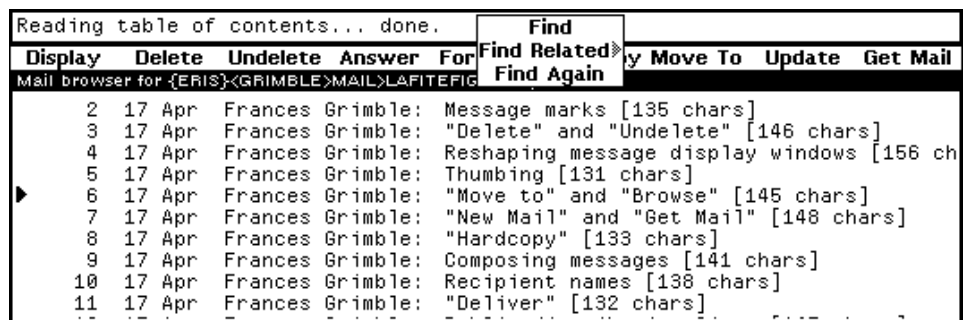 Reading table of contents... done.
Find
Find Related
Find Again
Display Delete Undelete Answer For y Move To Update Get Mail
Mail browser for {ERIS}<GRIMBLE>MAIL>LAFITEFIG
2 17 Apr Frances Grimble: Message marks [135 chars]
3 17 Apr Frances Grimble: "Delete" and "Undelete" [146 chars]
4 17 Apr Frances Grimble: Reshaping message display windows [156 ch
5 17 Apr Frances Grimble: Thumbing [131 chars]
6 17 Apr Frances Grimble: "Move to" and "Browse" [145 chars]
7 17 Apr Frances Grimble: "New Mail" and "Get Mail" [148 chars]
8 17 Apr Frances Grimble: "Hardcopy" [133 chars]
9 17 Apr Frances Grimble: Composing messages [141 chars]
10 17 Apr Frances Grimble: Recipient names [138 chars]
11 17 Apr Frances Grimble: "Deliver" [132 chars]